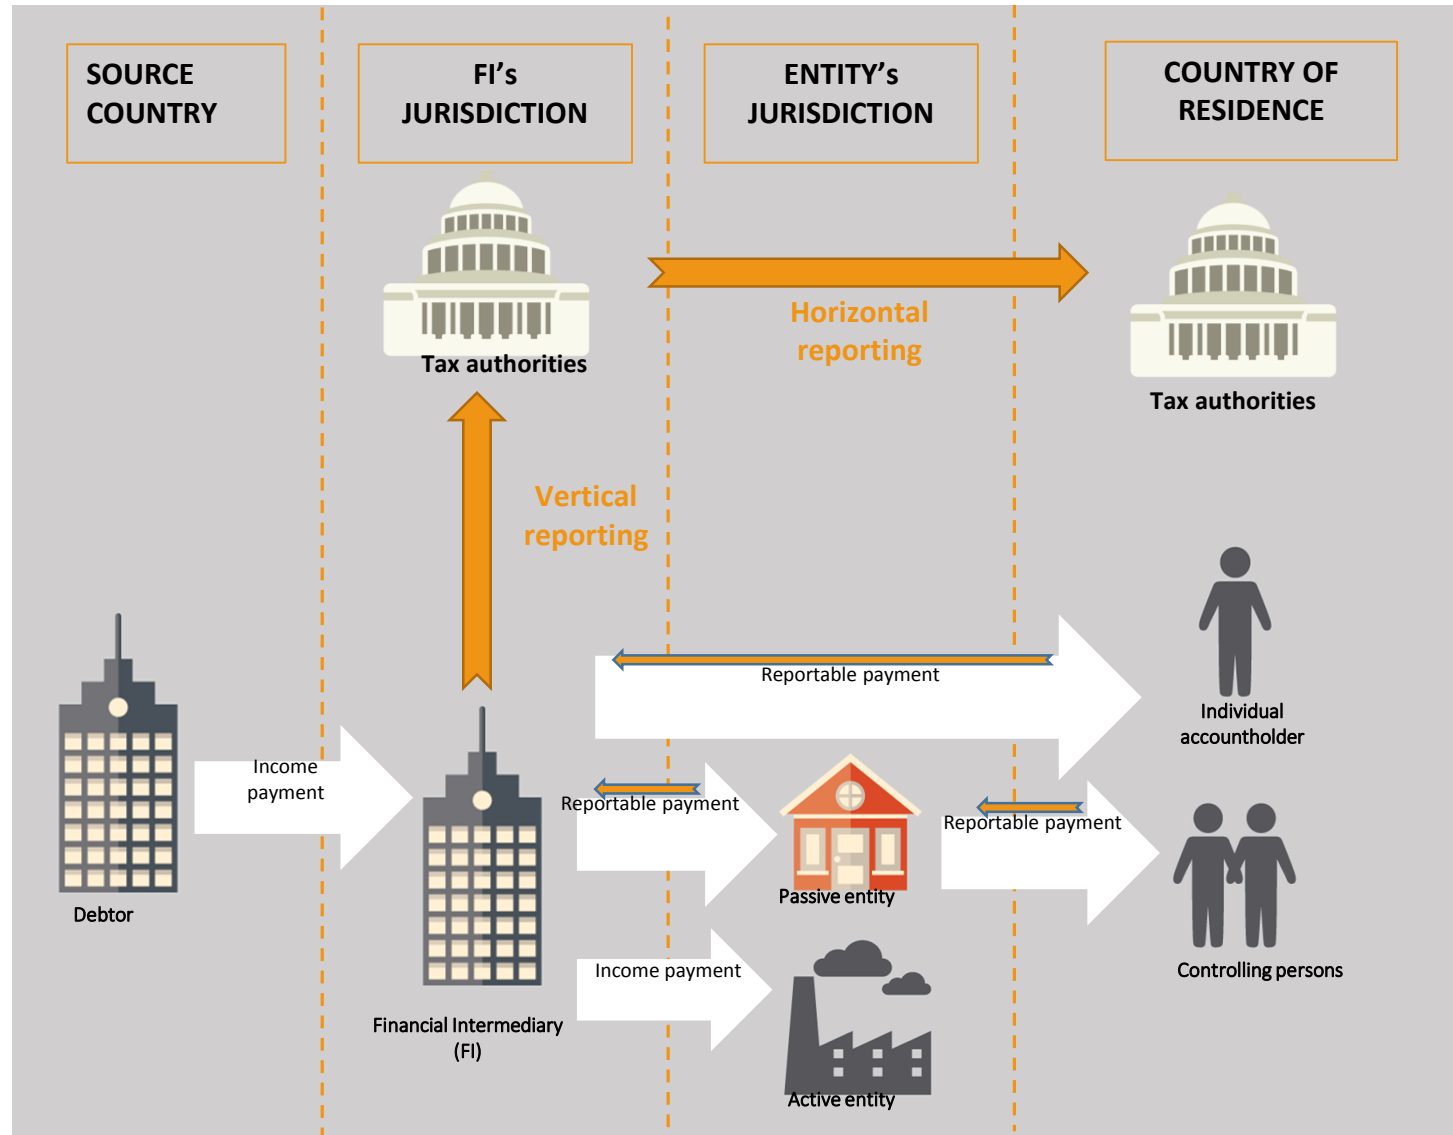 SOURCE
COUNTRY
FI's
JURISDICTION
ENTITY's
JURISDICTION
COUNTRY OF
RESIDENCE
Tax authorities
Horizontal
reporting
Tax authorities
Vertical
reporting
Reportable payment
Individual
accountholder
Income
payment
Reportable payment
Reportable payment
Debtor
Passive entity
Controlling persons
Income payment
Financial Intermediary
(FI)
Active entity